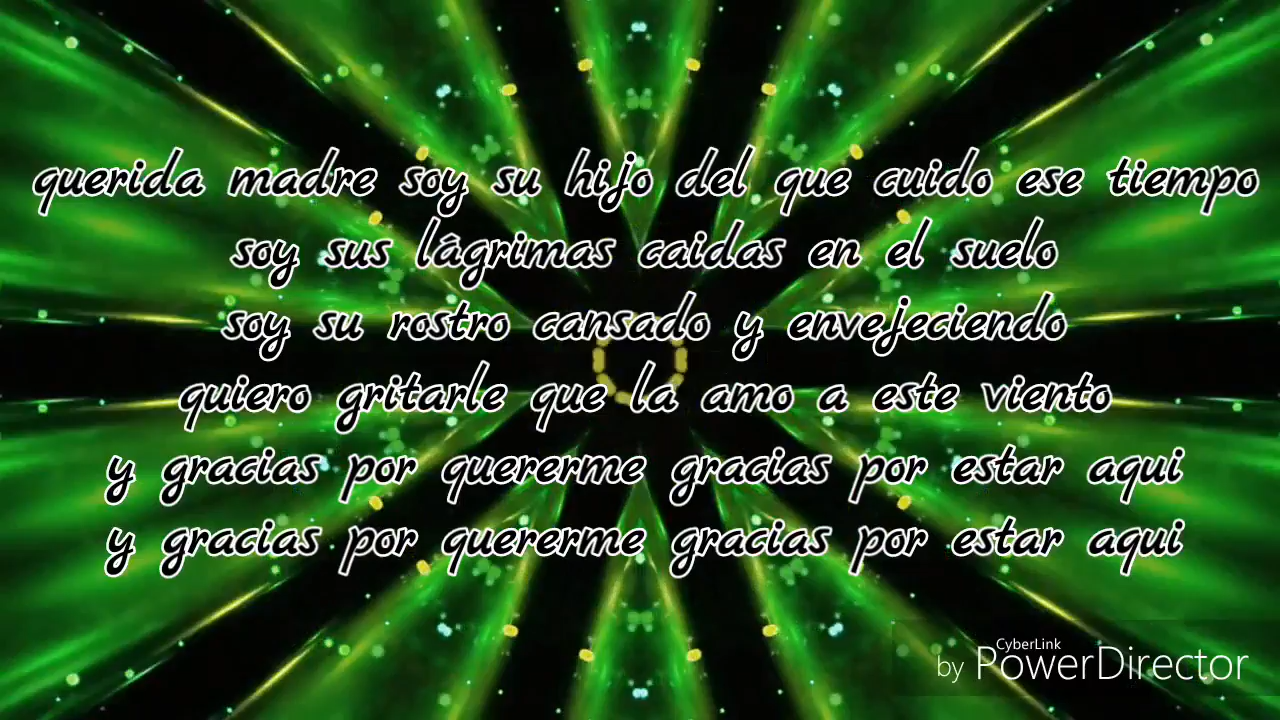 querida madre soy su hijo del que cuido ese tiempo
soy sus lágrimas caidas en el suelo
soy su rostro cansado y envejeciendo
quiero gritarle que la amo a este viento
y gracias por quererme gracias por estar aqui
y gracias por quererme gracias por estar aqui
CyberLink
by PowerDirector